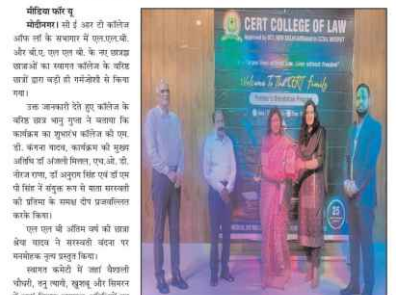 मीडिया फॉर यू
मोदीनगर। सी ई आर टी कॉलेज
ऑफ लॉ के सभागार में एल.एल.बी.
और बी.ए. एल एल बी. के नए छात्रा
छात्राओं का स्वागत कॉलेज के वरिष्ठ
छात्रों द्वारा बड़ी ही गर्मजोशी से किया
गया।
उक्त जानकारी देते हुए कॉलेज के
वरिष्ठ छात्र भानु गुप्ता ने बताया कि
कार्यक्रम का शुभारंभ कॉलेज की एम.
डी. कंगना यादव, कार्यक्रम की मुख्य
अतिथि डॉ अंजली मित्तल, एच.ओ. डी.
नीरज राणा, डॉ अनुराग सिंह एवं डॉ एम
पी सिंह नें संयुक्त रूप से माता सरस्वती
की प्रतिमा के समक्ष दीप प्रज्वल्लित
करके किया।
एल एल बी अंतिम वर्ष की छात्रा
श्रेया यादव ने सरस्वती वंदना पर
मनमोहक नृत्य प्रस्तुत किया।
स्वागत कमेटी में जहां वैशाली
चौधरी, तनु त्यागी, खुशबू और सिमरन
CERT COLLEGE OF LAW
Welcome to the CERT Family
25